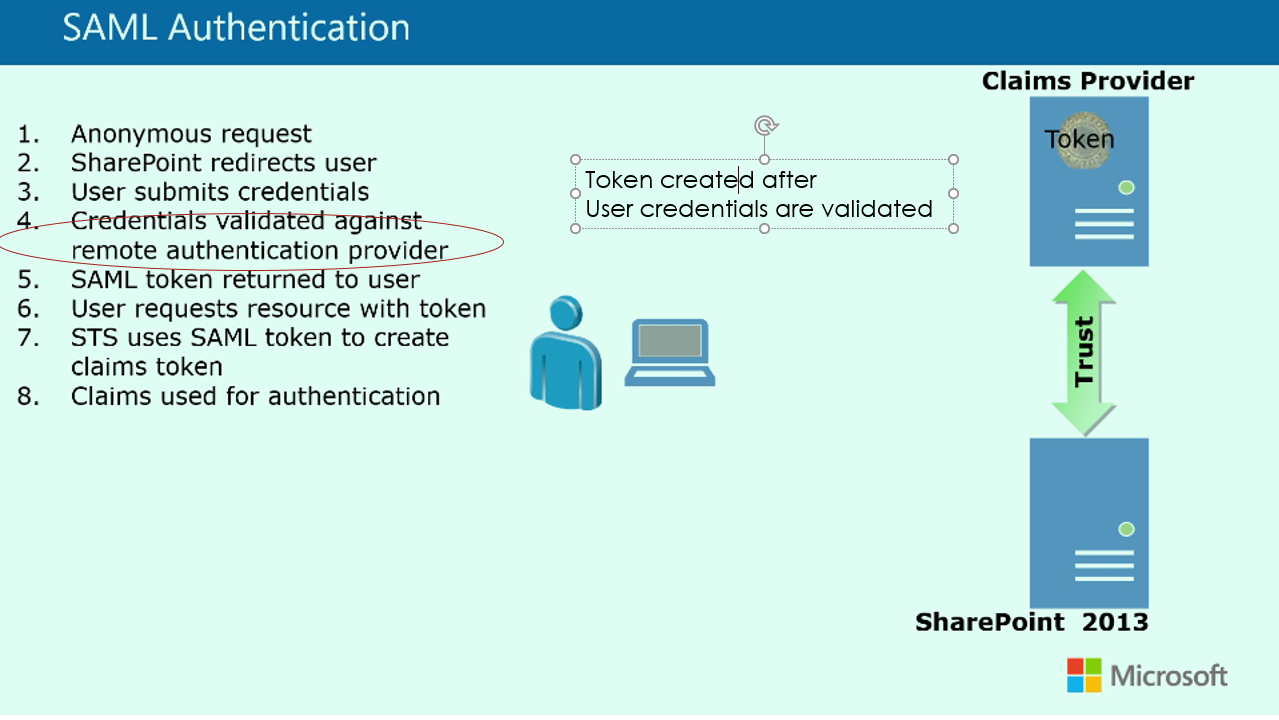 SAML Authentication
Claims Provider
Token
1. Anonymous request
2. SharePoint redirects user
3. User submits credentials
4. Credentials validated against
remote authentication provider
5. SAML token returned to user
6. User requests resource with token
7. STS uses SAML token to create
claims token
8. Claims used for authentication
Token created after
User credentials are validated
Trust
SharePoint 2013
Microsoft